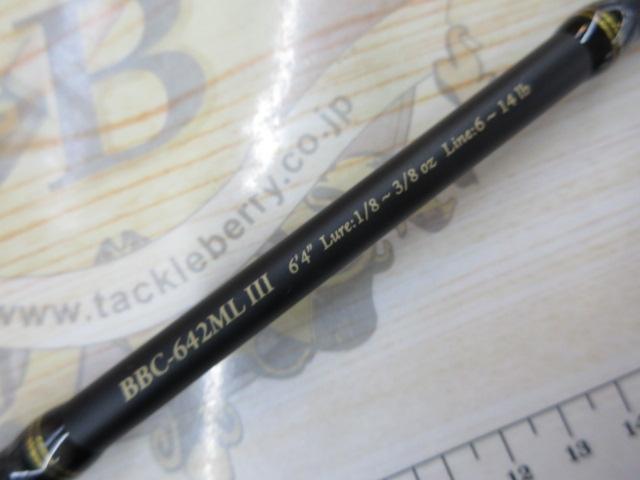 B
www.tackleberry.co.jp
BBC-642ML III 6'4" Lure:1/8 ~ 3/8 oz Line:6 ~ 14 lb
12 13 14